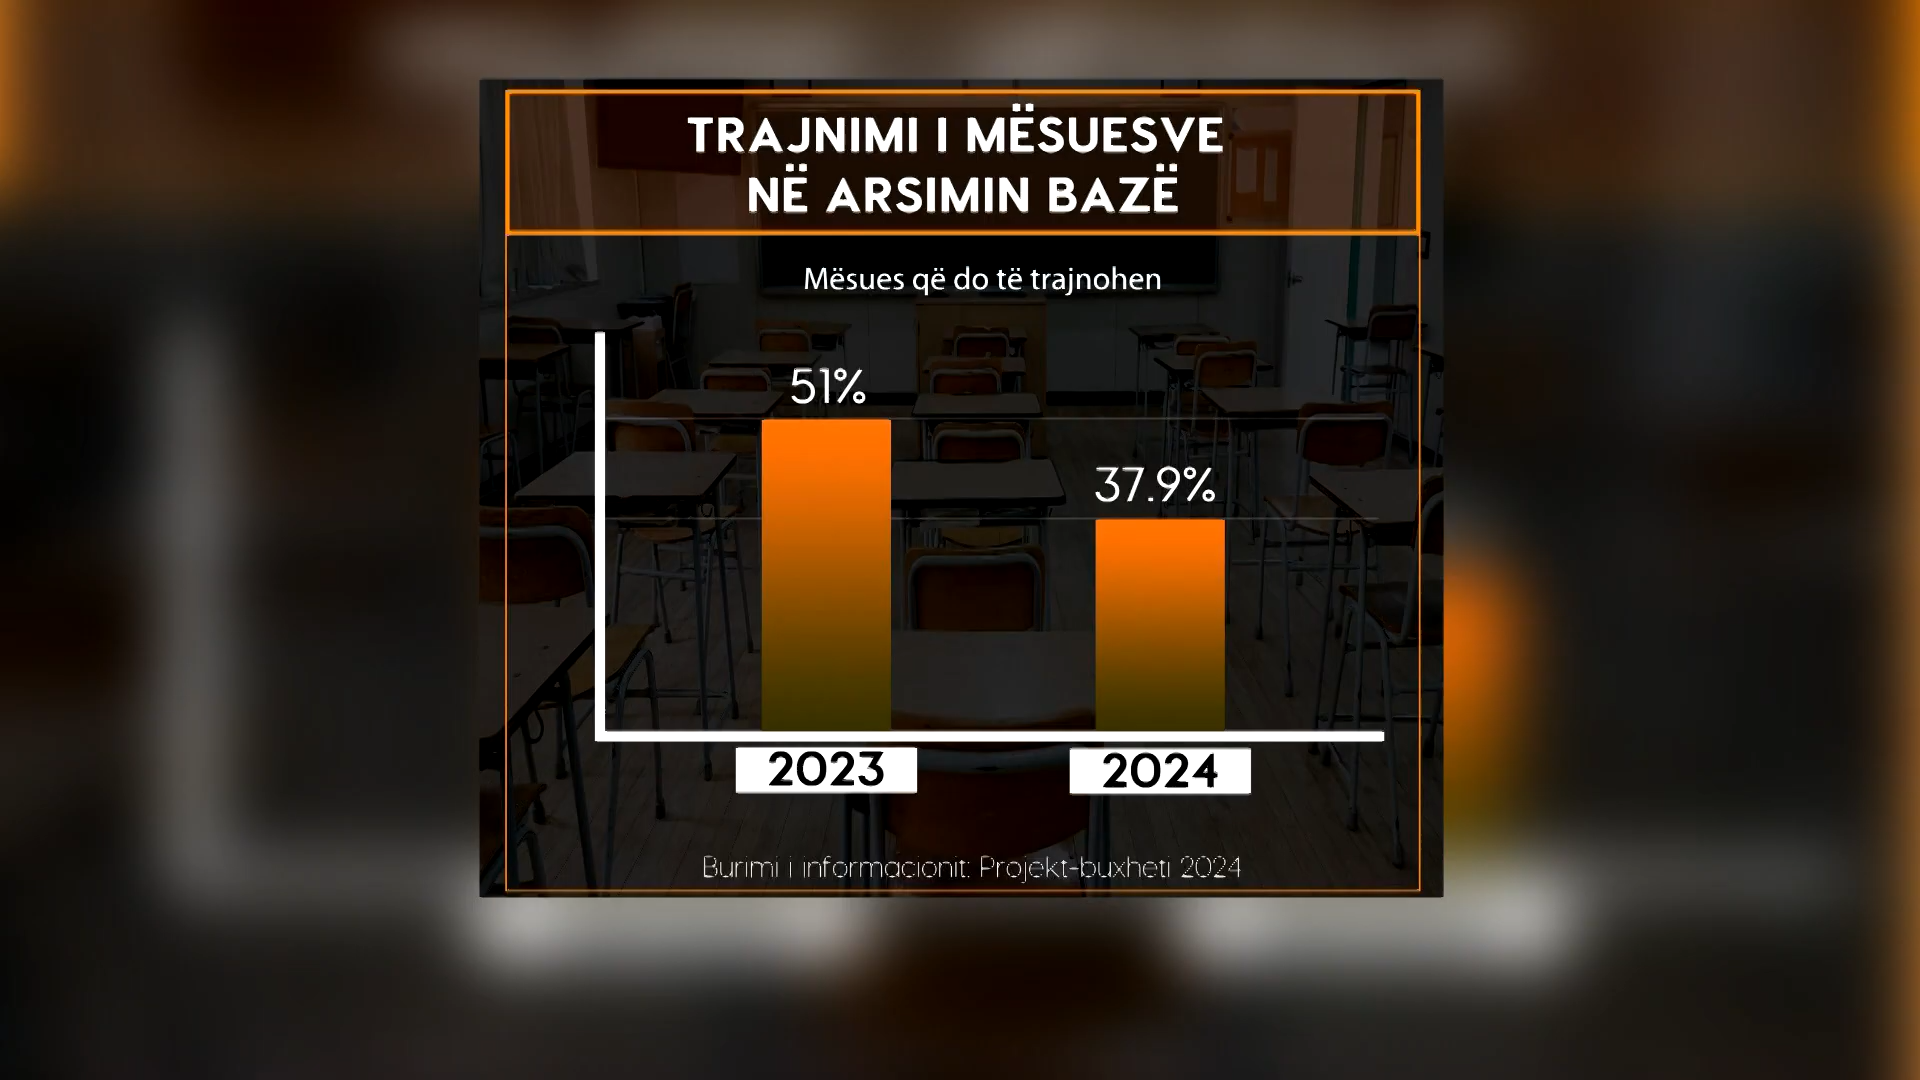 TRAJNIMI I MËSUESVE
NË ARSIMIN BAZË
Mësues që do të trajnohen
51%
37.9%
2023
2024
Burimi i informacionit: Projekt-buxheti 2024